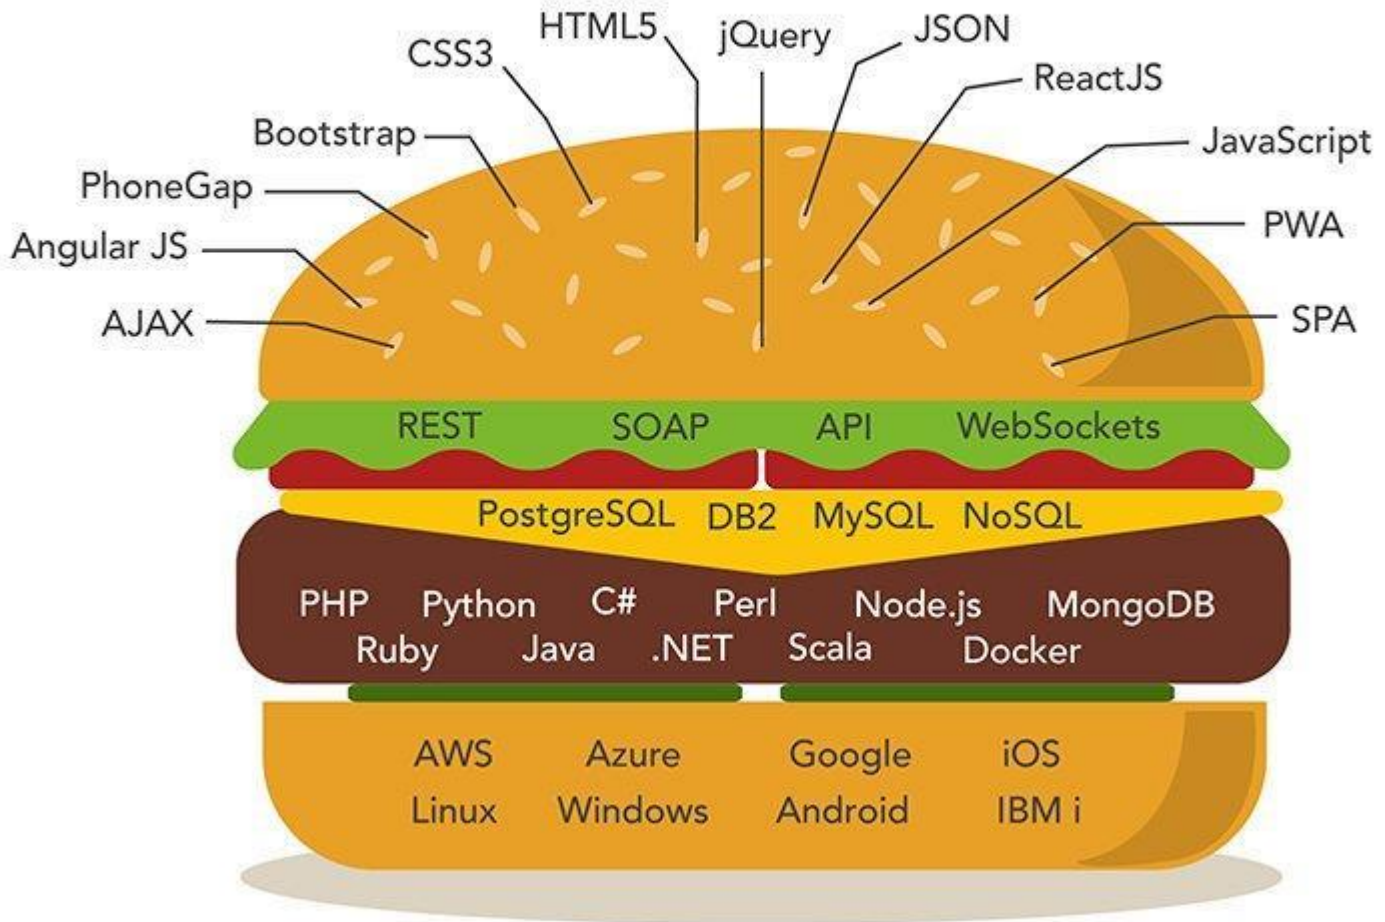 HTML5
jQuery
JSON
CSS3
ReactJS
Bootstrap
JavaScript
PhoneGap
PWA
Angular JS
AJAX
SPA
REST SOAP API WebSockets
PostgreSQL DB2 MySQL NoSQL
PHP Python C# Perl Node.js MongoDB
Ruby Java .NET Scala Docker
AWS Azure Google iOS
Linux Windows Android IBM i